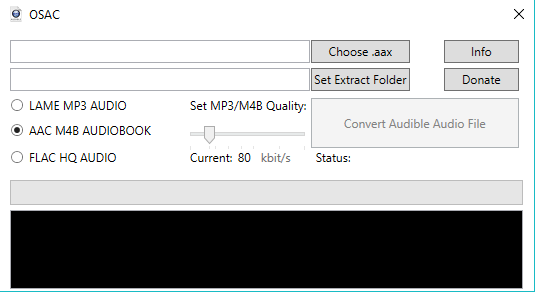 OSAC
Choose .aax
Info
Set Extract Folder
Donate
LAME MP3 AUDIO
Set MP3/M4B Quality:
AAC M4B AUDIOBOOK
Convert Audible Audio File
FLAC HQ AUDIO
Current: 80 kbit/s
Status: